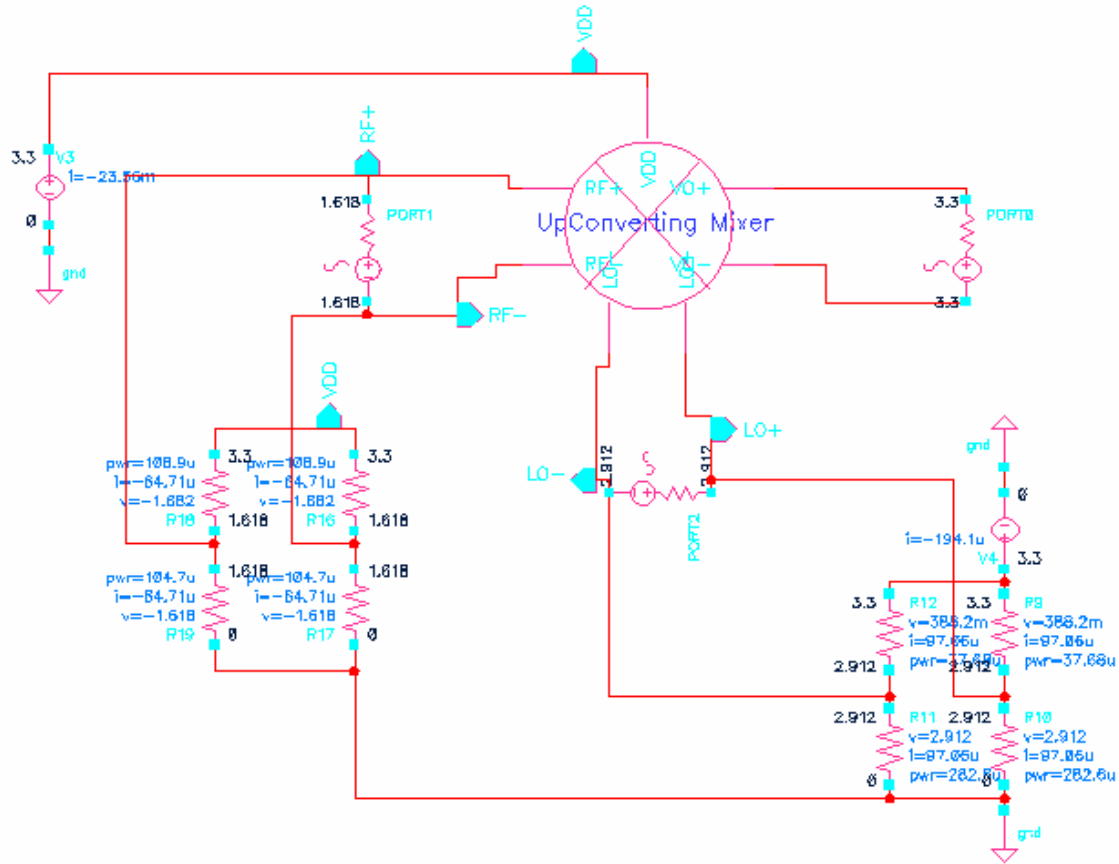 VDD
3.3
V3
i=-23.56m
0
gnd
RF+
1.618
PORT1
1.618
RF-
VDD
RF+
VO+
UpConverting Mixer
RF-
VO-
LO-
LO+
3.3
PORT0
3.3
VDD
3.3
3.3
pwr=108.9u
pwr=108.9u
i=-64.71u
i=-64.71u
v=-1.682
v=-1.682
R18
1.618
R16
1.618
1.618
1.618
pwr=104.7u
pwr=104.7u
i=-64.71u
i=-64.71u
v=-1.618
v=-1.618
R19
0
R17
0
LO+
LO-
2.912
2.912
PORT2
gnd
0
i=-194.1u
V4
3.3
3.3
R12
3.3
R9
v=388.2m
v=388.2m
i=97.06u
i=97.06u
pwr=37.68u
pwr=37.68u
2.912
2.912
2.912
R11
2.912
R10
v=2.912
v=2.912
i=97.06u
i=97.06u
pwr=282.6u
pwr=282.6u
0
0
gnd